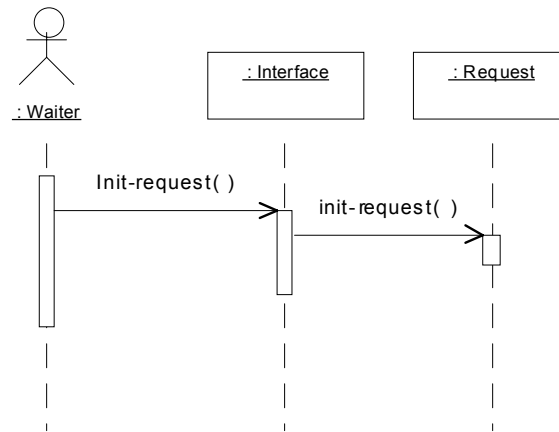 : Interface
: Request
: Waiter
Init-request( )
init-request( )